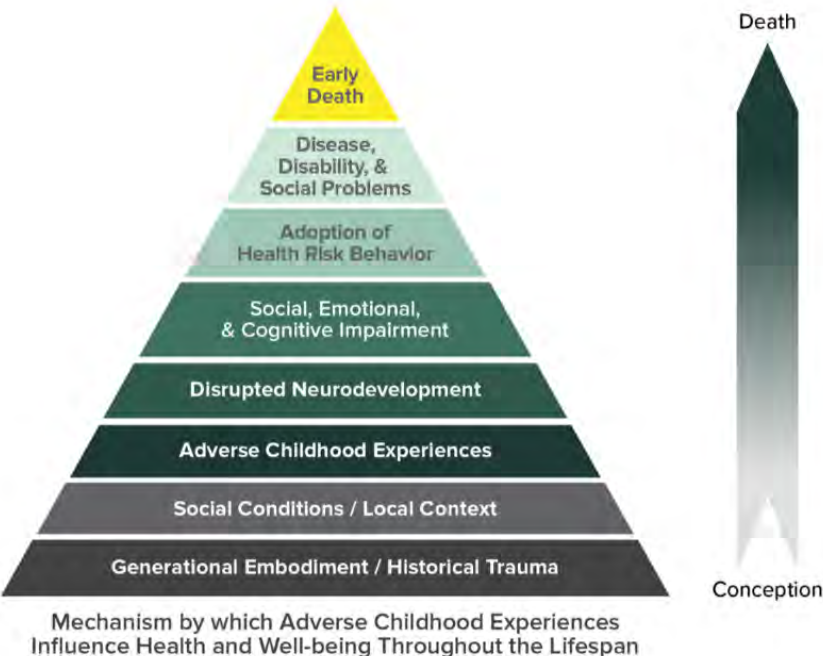 Death
Early
Death
Disease,
Disability, &
Social Problems
Adoption of
Health Risk Behavior
Social, Emotional,
& Cognitive Impairment
Disrupted Neurodevelopment
Adverse Childhood Experiences
Social Conditions / Local Context
Generational Embodiment / Historical Trauma
Conception
Mechanism by which Adverse Childhood Experiences
Influence Health and Well-being Throughout the Lifespan